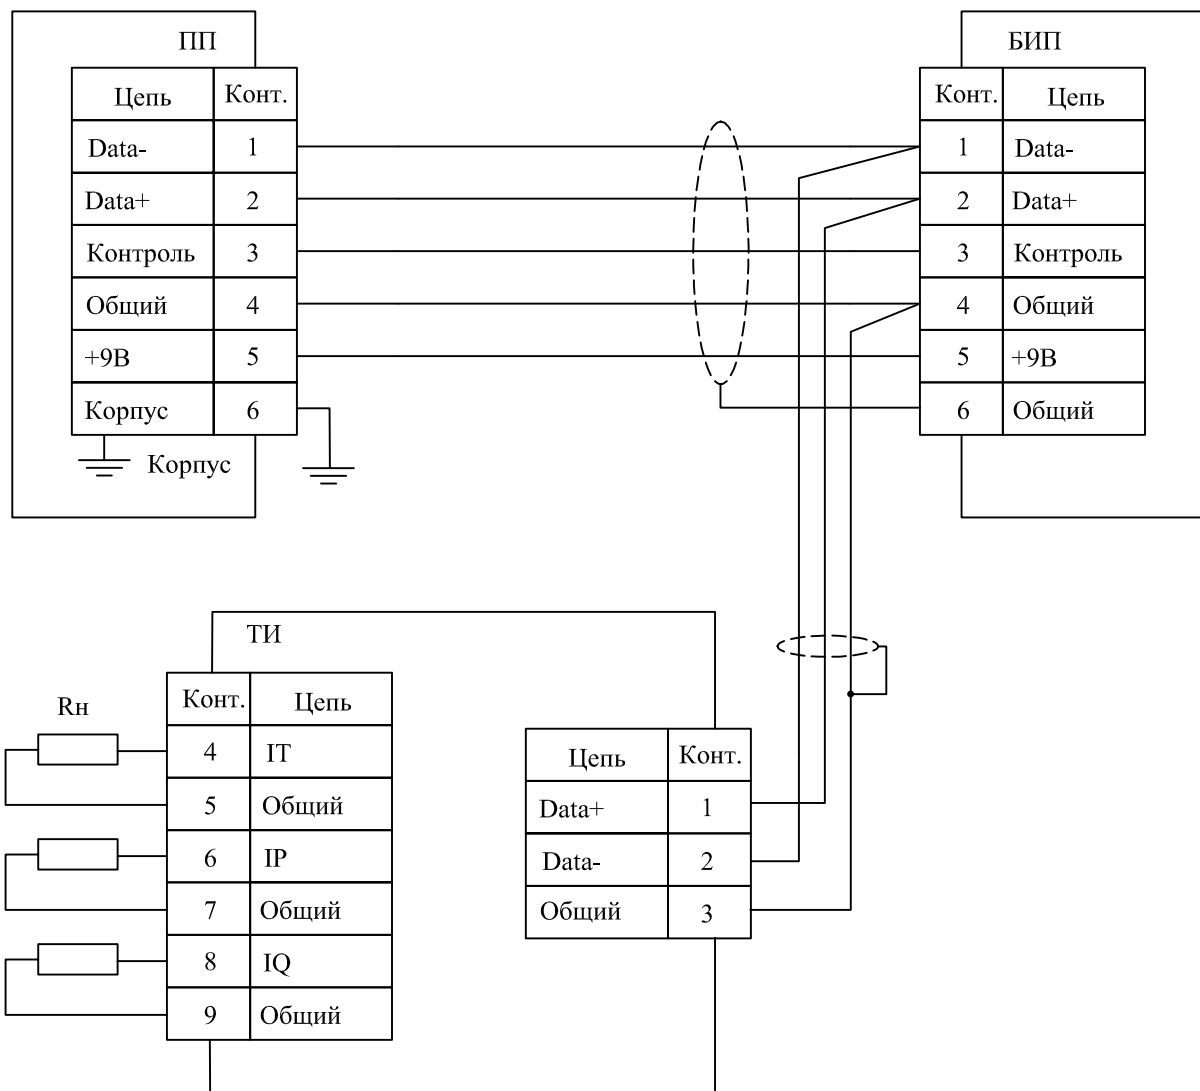 ПП
Цепь Конт.
Data- 1
Data+ 2
Контроль 3
Общий 4
+9В 5
Корпус 6
Корпус
БИП
Конт. Цепь
1 Data-
2 Data+
3 Контроль
4 Общий
5 +9В
6 Общий
ТИ
Rн
Конт. Цепь
4 IT
5 Общий
6 IP
7 Общий
8 IQ
9 Общий
Цепь Конт.
Data+ 1
Data- 2
Общий 3